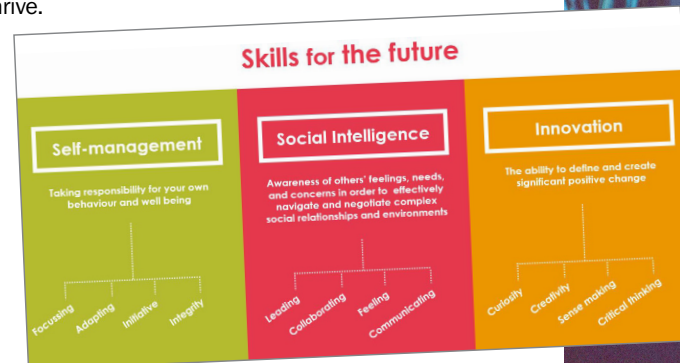 hrive.
Skills for the future
Self-management
Taking responsibility for your own
behaviour and well being
Focussing
Adapting
Initiative
Integrity
Social Intelligence
Awareness of others' feelings, needs,
and concerns in order to effectively
navigate and negotiate complex
social relationships and environments
Leading
Collaborating
Feeling
Communicating
Innovation
The ability to define and create
significant positive change
Curiosity
Creativity
Sense making
Critical thinking